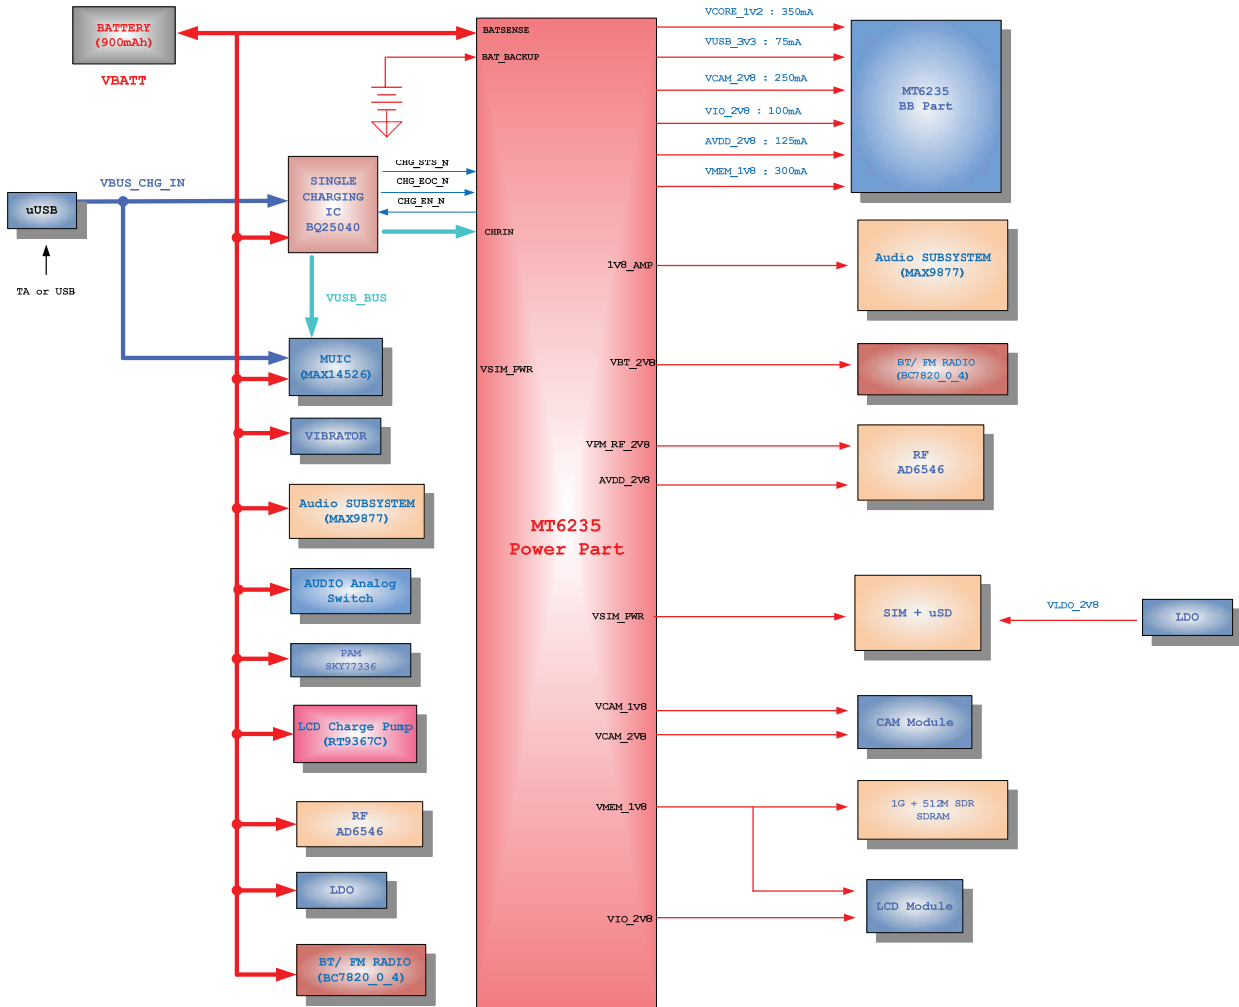 BATTERY
(900mAh)
VBATT
BATSENSE
BAT_BACKUP
VCORE_1V2 : 350mA
VUSB_3V3 : 75mA
VCAM_2V8 : 250mA
VIO_2V8 : 100mA
AVDD_2V8 : 125mA
VMEM_1V8 : 300mA
MT6235
BB Part
VBUS_CHG_IN
uUSB
TA or USB
SINGLE
CHARGING
IC
BQ25040
CHG_STS_N
CHG_EOC_N
CHG_EN_N
CHRIN
VUSB_BUS
1V8_AMP
Audio SUBSYSTEM
(MAX9877)
MUIC
(MAX14526)
VSIM_PWR
VBT_2V8
BT/ FM RADIO
(BC7820_0_4)
VIBRATOR
VPM_RF_2V8
AVDD_2V8
RF
AD6546
Audio SUBSYSTEM
(MAX9877)
MT6235
Power Part
AUDIO Analog
Switch
VSIM_PWR
SIM + uSD
VLDO_2V8
LDO
PAM
SKY77336
LCD Charge Pump
(RT9367C)
VCAM_1V8
VCAM_2V8
CAM Module
RF
AD6546
VMEM_1V8
1G + 512M SDR
SDRAM
LDO
VIO_2V8
LCD Module
BT/ FM RADIO
(BC7820_0_4)